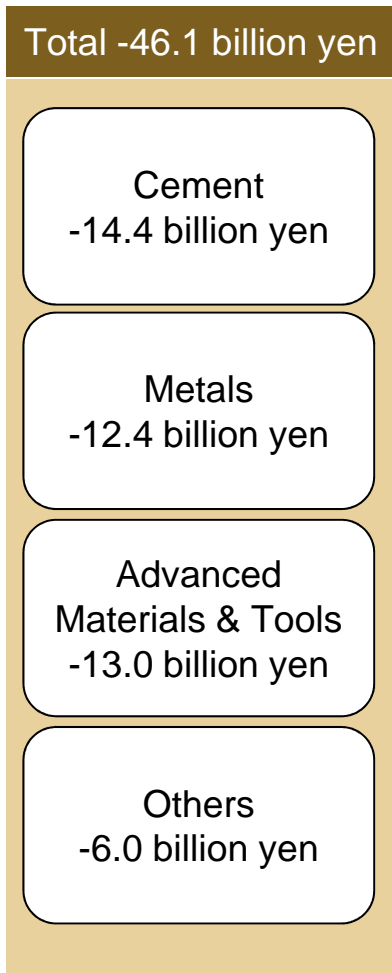 Total -46.1 billion yen
Cement
-14.4 billion yen
Metals
-12.4 billion yen
Advanced
Materials & Tools
-13.0 billion yen
Others
-6.0 billion yen